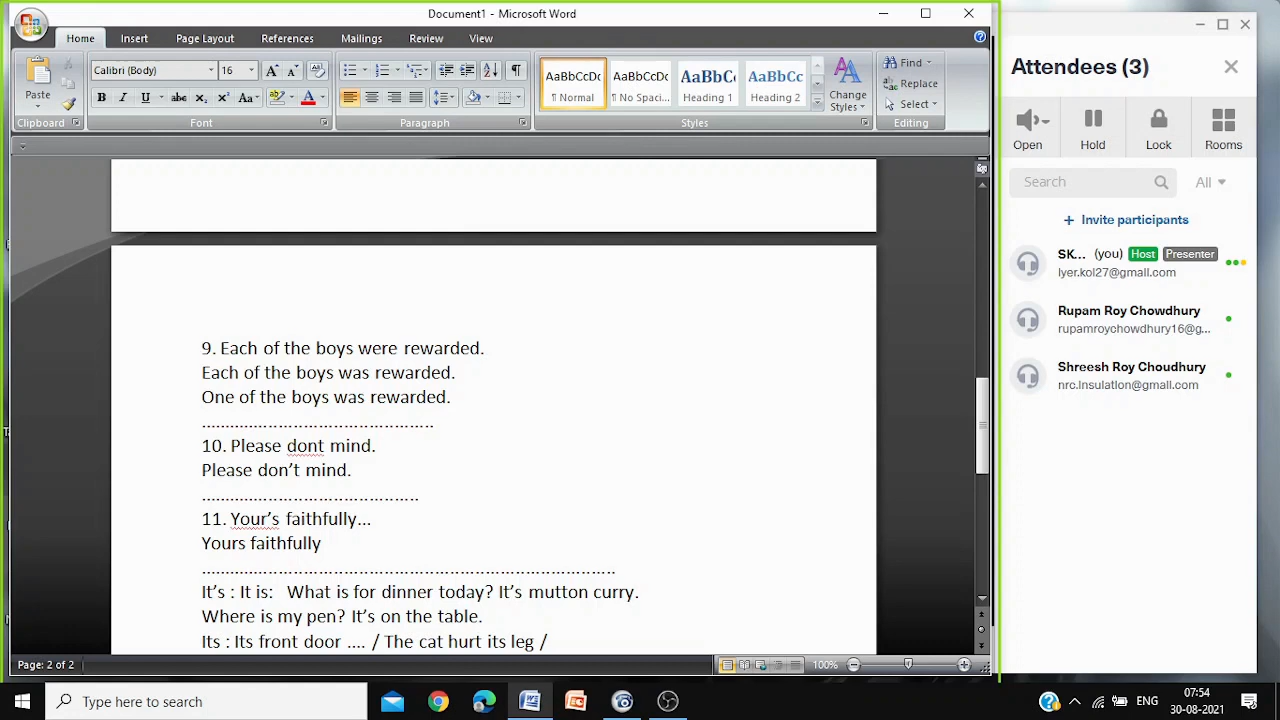 Document1 - Microsoft Word
Home Insert Page Layout References Mailings Review View
Paste
Clipboard
Calibri (Body) 16
Font
Paragraph
AaBbCcDc AaBbCcDc AaBbCc AaBbCc
¶ Normal ¶ No Spaci... Heading 1 Heading 2
Change Styles
Styles
Find
Replace
Select
Editing
9. Each of the boys were rewarded.
Each of the boys was rewarded.
One of the boys was rewarded.
..........................................
10. Please dont mind.
Please don’t mind.
.......................................
11. Your’s faithfully...
Yours faithfully
...........................................................................
It’s : It is: What is for dinner today? It’s mutton curry.
Where is my pen? It’s on the table.
Its : Its front door .... / The cat hurt its leg /
Page: 2 of 2
100%
Attendees (3)
Open Hold Lock Rooms
Search All
+ Invite participants
SK... (you) Host Presenter
lyer.kol27@gmall.com
Rupam Roy Chowdhury
rupamroychowdhury16@g...
Shreesh Roy Choudhury
nrc.Insulatlon@gmall.com
Type here to search
ENG
07:54
30-08-2021